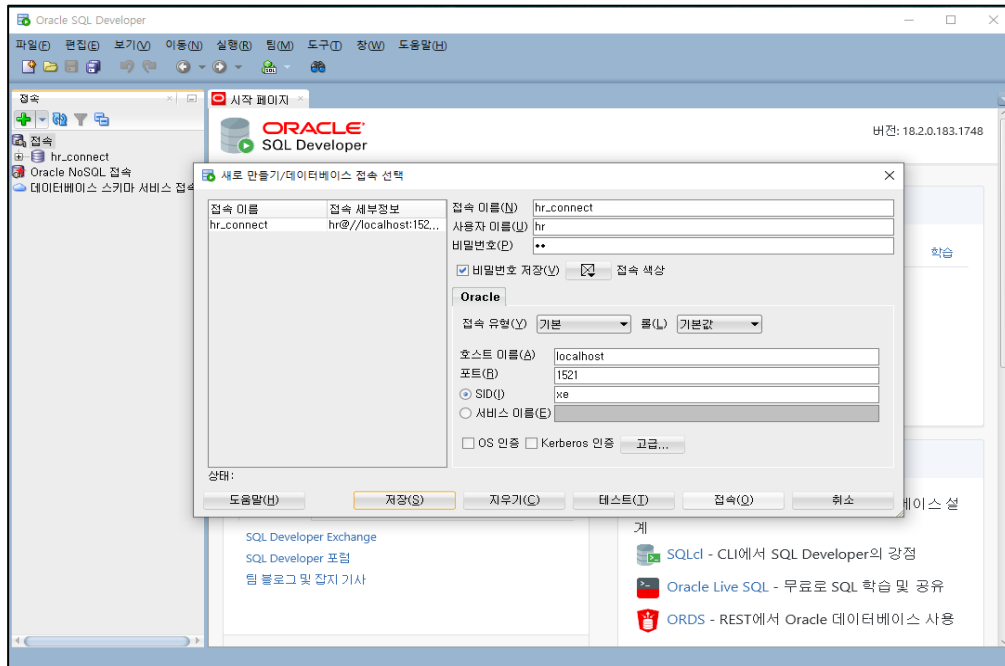 Oracle SQL Developer
파일(F) 편집(E) 보기(V) 이동(N) 실행(R) 팀(M) 도구(T) 창(W) 도움말(H)
접속
시작 페이지
접속
hr_connect
Oracle NoSQL 접속
데이터베이스 스키마 서비스 접속
ORACLE
SQL Developer
버전: 18.2.0.183.1748
학습
새로 만들기/데이터베이스 접속 선택
접속 이름 접속 세부정보
hr_connect hr@//localhost:152...
접속 이름(N) hr_connect
사용자 이름(U) hr
비밀번호(P) ••
비밀번호 저장(V) 접속 색상
Oracle
접속 유형(Y) 기본 롤(L) 기본값
호스트 이름(A) localhost
포트(R) 1521
SID(I) xe
서비스 이름(E)
OS 인증 Kerberos 인증 고급...
상태:
도움말(H) 저장(S) 지우기(C) 테스트(T) 접속(O) 취소
베이스 설
계
SQL Developer Exchange
SQL Developer 포럼
팀 블로그 및 잡지 기사
SQLcl - CLI에서 SQL Developer의 강점
Oracle Live SQL - 무료로 SQL 학습 및 공유
ORDS - REST에서 Oracle 데이터베이스 사용